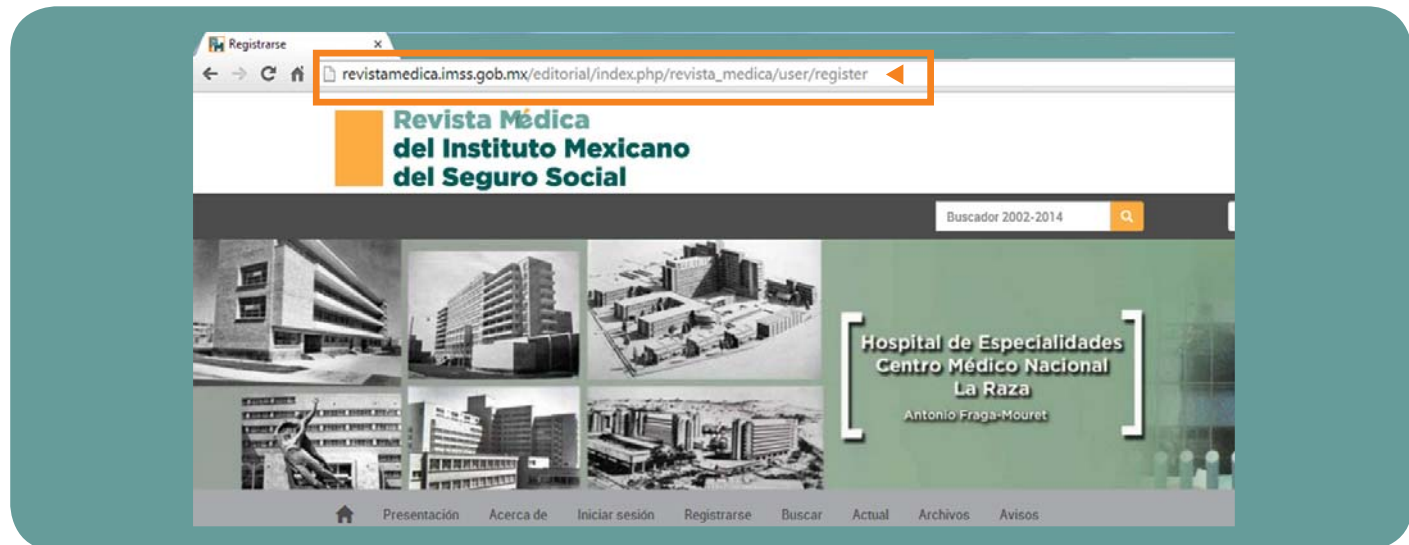 Registrarse
revistamedica.imss.gob.mx/editorial/index.php/revista_medica/user/register
Revista Médica
del Instituto Mexicano
del Seguro Social
Buscador 2002-2014
Hospital de Especialidades
Centro Médico Nacional
La Raza
Antonio Fraga-Mouret
Presentación Acerca de Iniciar sesión Registrarse Buscar Actual Archivos Avisos